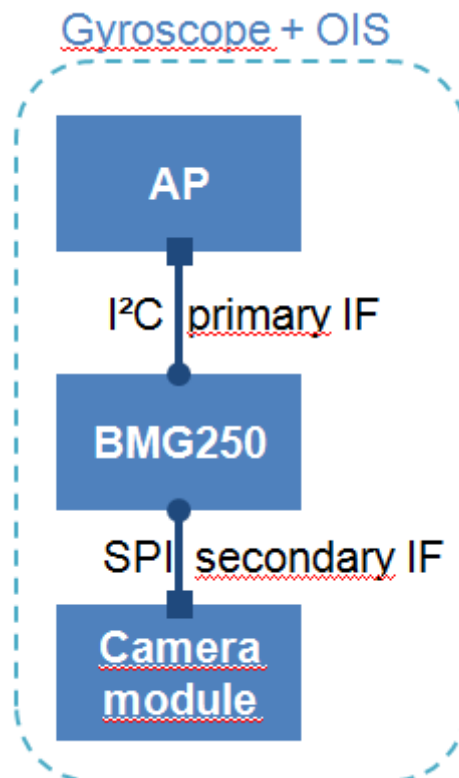 Gyroscope + OIS
AP
I²C primary IF
BMG250
SPI secondary IF
Camera
module